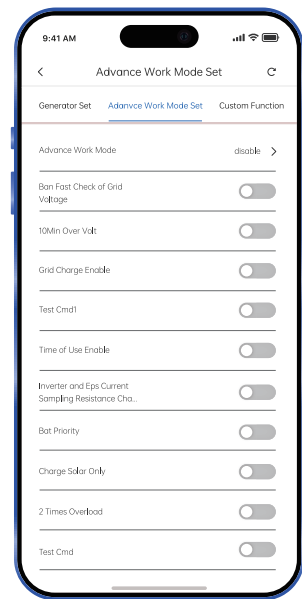 9:41 AM
Advance Work Mode Set
Generator Set Adanvce Work Mode Set Custom Function
Advance Work Mode disable
Ban Fast Check of Grid
Voltage
10Min Over Volt
Grid Charge Enable
Test Cmd1
Time of Use Enable
Inverter and Eps Current
Sampling Resistance Cha...
Bat Priority
Charge Solar Only
2 Times Overload
Test Cmd